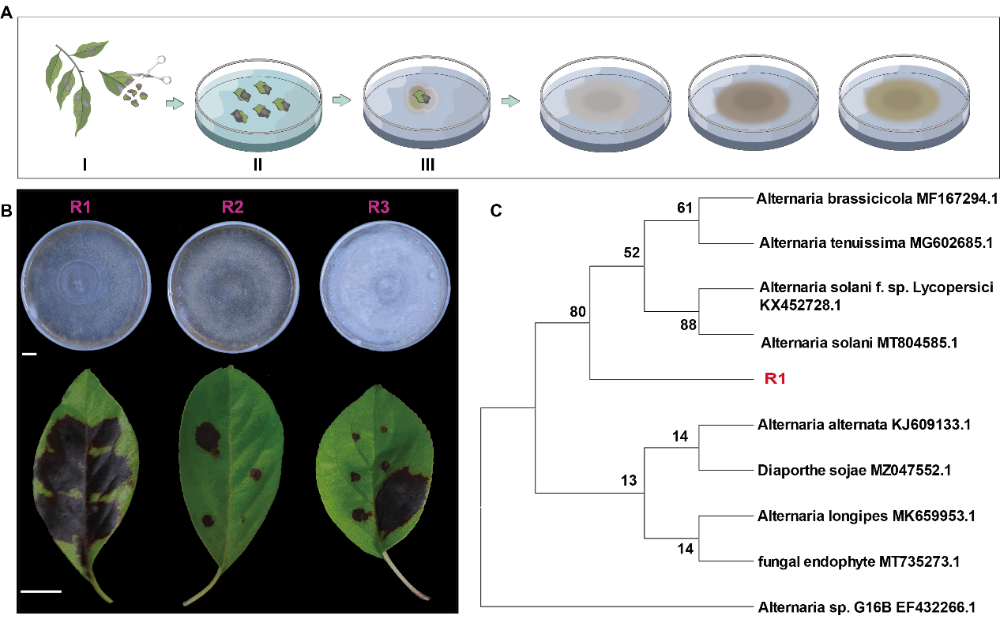 A
I
II
III
B
R1
R2
R3
C
61
Alternaria brassicicola MF167294.1
Alternaria tenuissima MG602685.1
52
Alternaria solani f. sp. Lycopersici
KX452728.1
80
88
Alternaria solani MT804585.1
R1
Alternaria alternata KJ609133.1
14
Diaporthe sojae MZ047552.1
13
Alternaria longipes MK659953.1
14
fungal endophyte MT735273.1
Alternaria sp. G16B EF432266.1